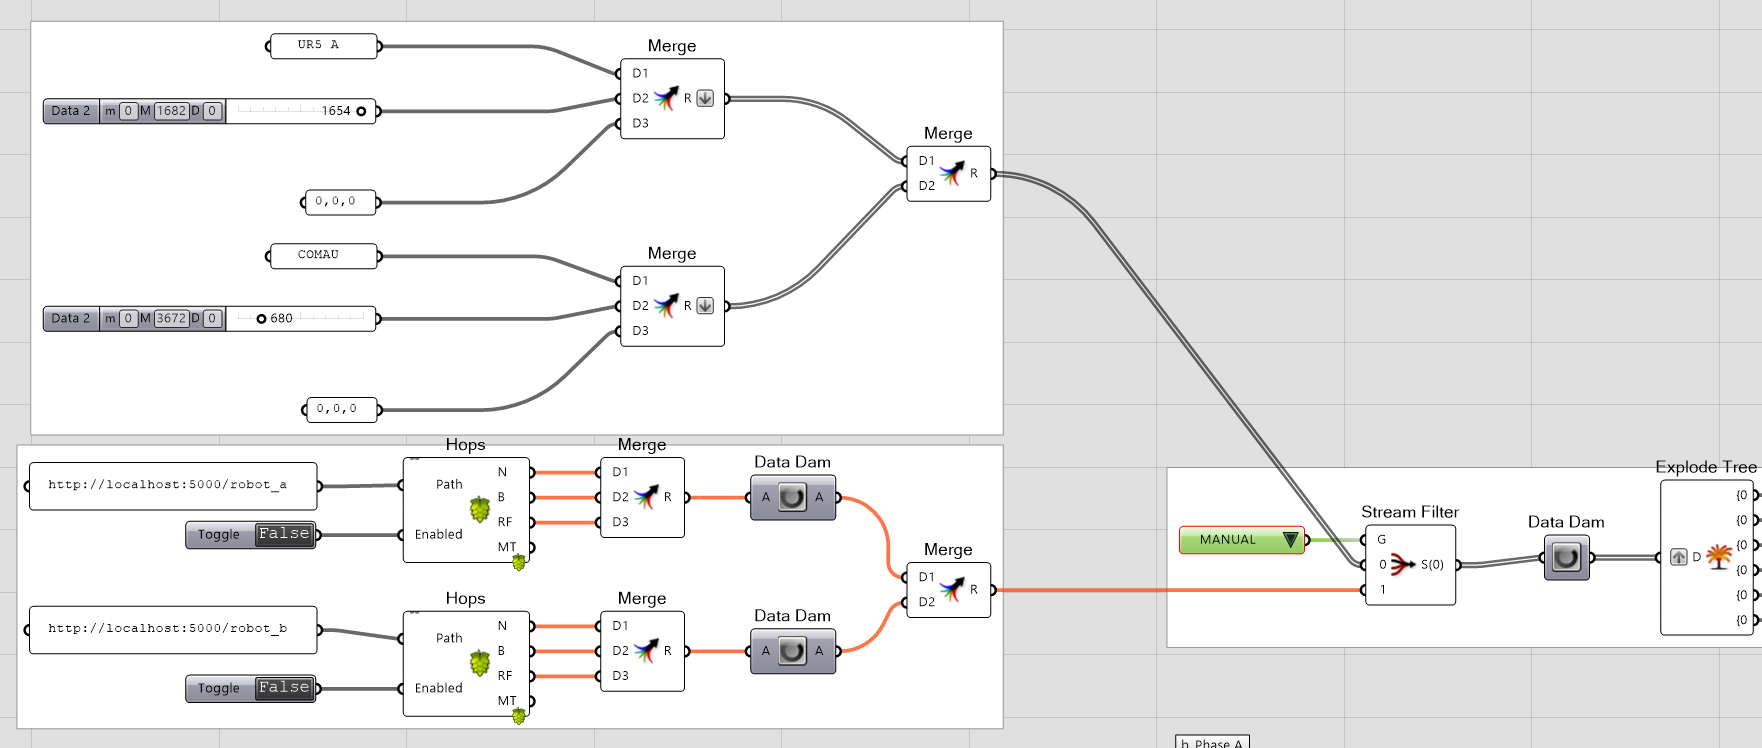 UR5 A
Merge
D1
D2
D3
R
Data 2 m 0 M 1682 D 0 1654
0,0,0
Merge
D1
D2
R
COMAU
Merge
D1
D2
D3
R
Data 2 m 0 M 3672 D 0 680
0,0,0
Hops
http://localhost:5000/robot_a
Path
Enabled
N
B
RF
MT
Toggle False
Merge
D1
D2
D3
R
Data Dam
A A
Hops
http://localhost:5000/robot_b
Path
Enabled
N
B
RF
MT
Toggle False
Merge
D1
D2
D3
R
Data Dam
A A
Merge
D1
D2
R
MANUAL
Stream Filter
G
0
1
S(0)
Data Dam
Explode Tree
D
{0
{0
{0
{0
{0
{0
b Phase A